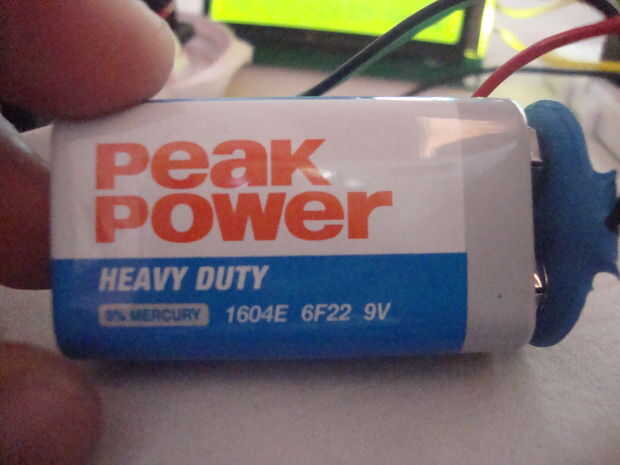 Peak
Power
HEAVY DUTY
0% MERCURY 1604E 6F22 9V